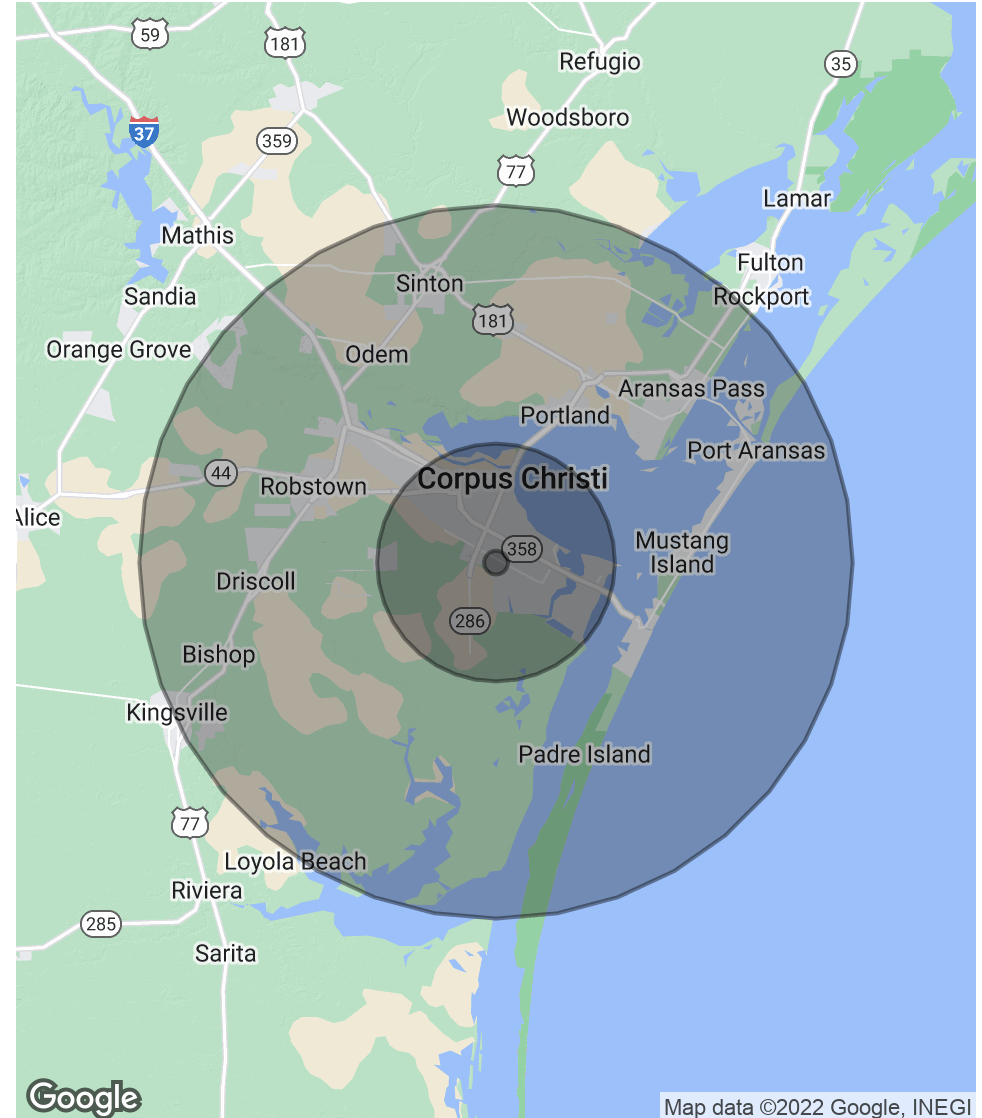 59
181
Refugio
35
Woodsboro
37
359
77
Lamar
Mathis
Fulton
Sinton
Sandia
Rockport
181
Orange Grove
Odem
Aransas Pass
Portland
Port Aransas
44
Corpus Christi
Robstown
Alice
Mustang
Island
358
Driscoll
286
Bishop
Kingsville
Padre Island
77
Loyola Beach
Riviera
285
Sarita
Google
Map data ©2022 Google, INEGI